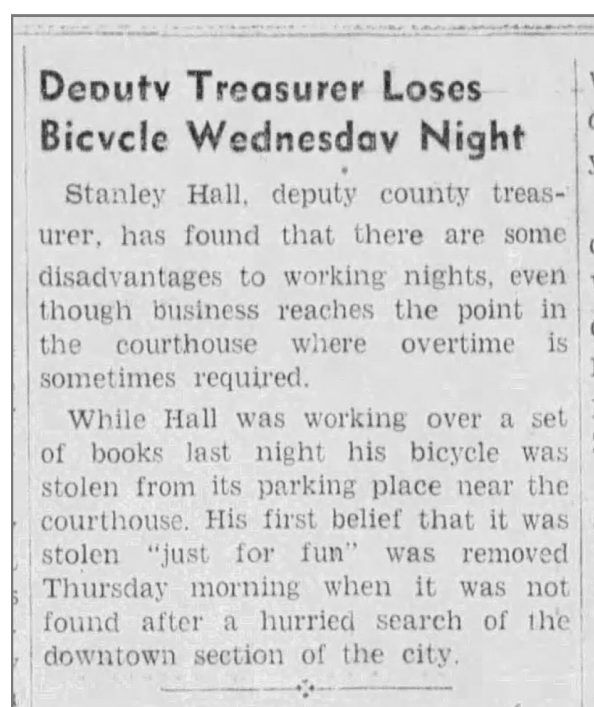 Deputy Treasurer Loses
Bicycle Wednesday Night
Stanley Hall, deputy county treas-
urer, has found that there are some
disadvantages to working nights, even
though business reaches the point in
the courthouse where overtime is
sometimes required.
While Hall was working over a set
of books last night his bicycle was
stolen from its parking place near the
courthouse. His first belief that it was
stolen "just for fun" was removed
Thursday morning when it was not
found after a hurried search of the
downtown section of the city.